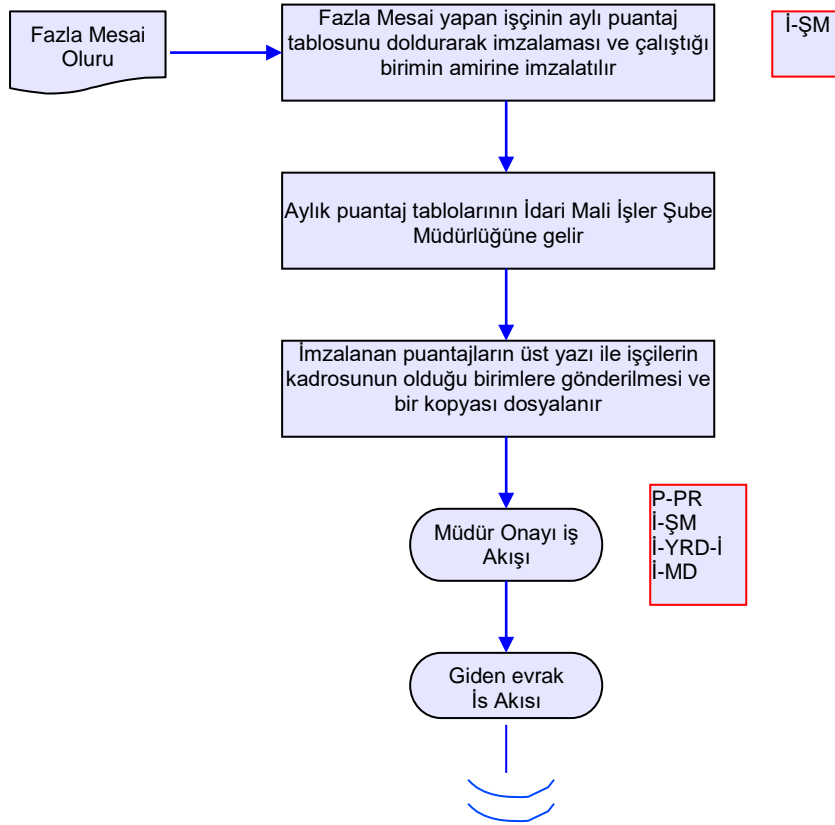 Fazla Mesai
Oluru
Fazla Mesai yapan işçinin aylı puantaj
tablosunu doldurarak imzalaması ve çalıştığı
birimin amirine imzalatılır
İ-ŞM
Aylık puantaj tablolarının İdari Mali İşler Şube
Müdürlüğüne gelir
İmzalanan puantajların üst yazı ile işçilerin
kadrosunun olduğu birimlere gönderilmesi ve
bir kopyası dosyalanır
Müdür Onayı iş
Akışı
P-PR
İ-ŞM
İ-YRD-İ
İ-MD
Giden evrak
İs Akısı